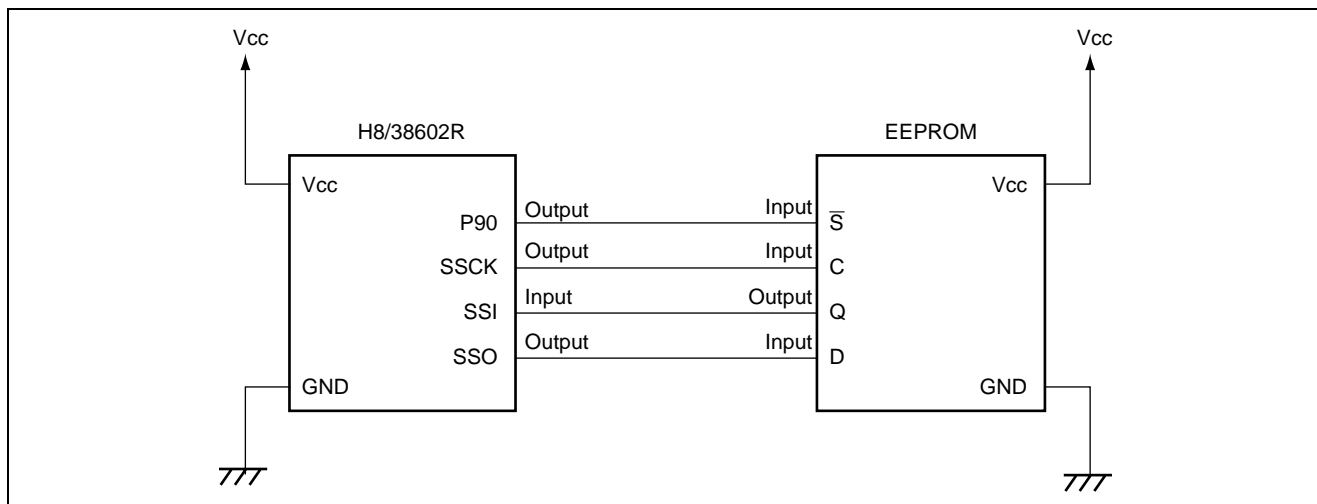 Vcc Vcc
H8/38602R EEPROM
Vcc Vcc
P90 Output Input S̅
SSCK Output Input C
SSI Input Output Q
SSO Output Input D
GND GND